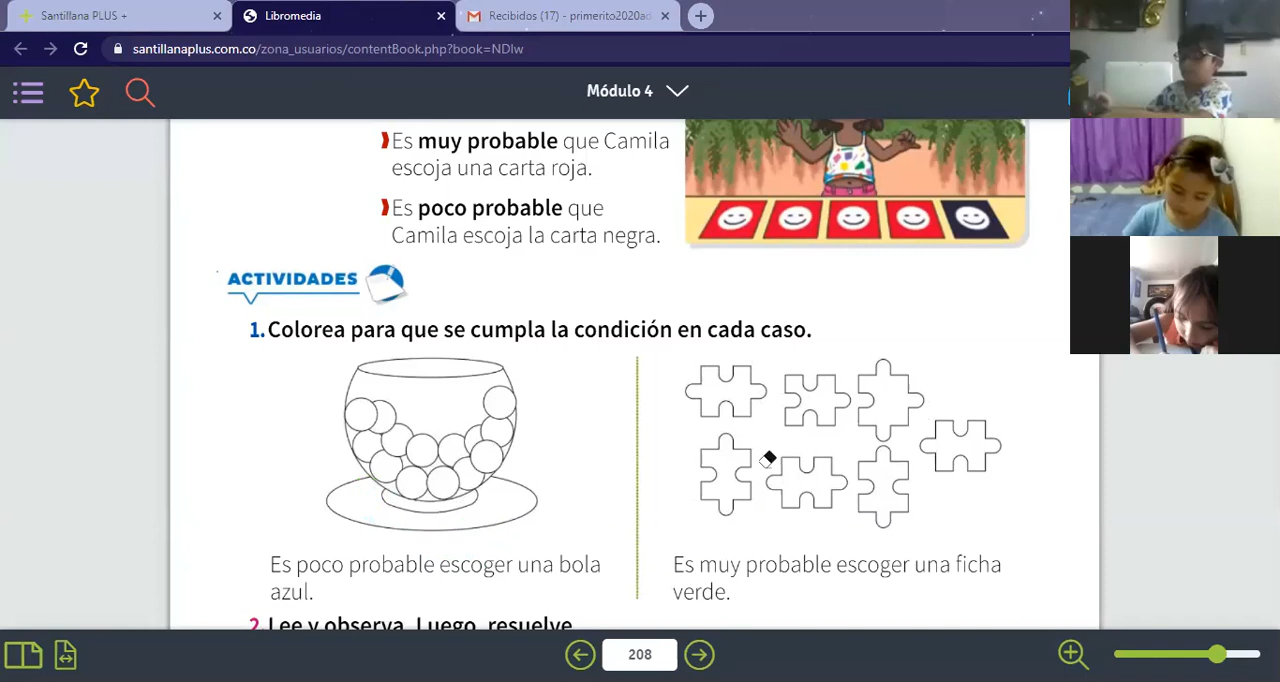 Santillana PLUS +
Libromedia
Recibidos (17) - primerito2020ad
santillanaplus.com.co/zona_usuarios/contentBook.php?book=NDIw
Módulo 4
Es muy probable que Camila
escoja una carta roja.
Es poco probable que
Camila escoja la carta negra.
ACTIVIDADES
1. Colorea para que se cumpla la condición en cada caso.
Es poco probable escoger una bola
azul.
Es muy probable escoger una ficha
verde.
2. Lee y observa. Luego, resuelve
208